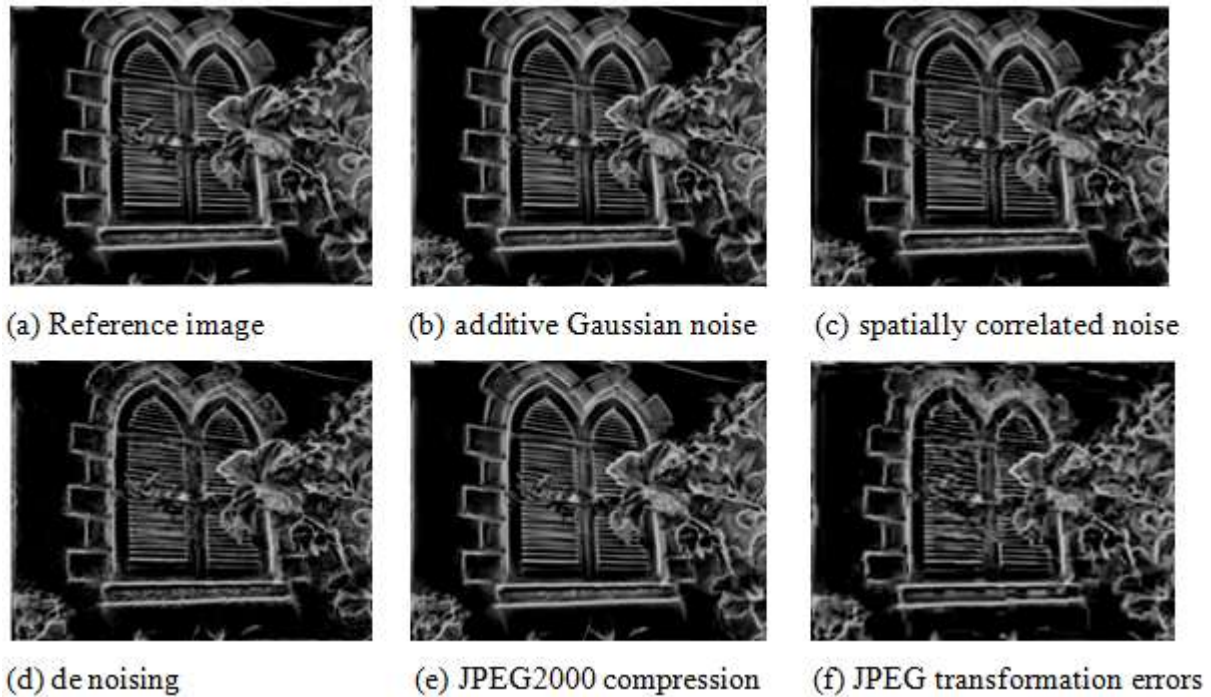 (a) Reference image
(b) additive Gaussian noise
(c) spatially correlated noise
(d) de noising
(e) JPEG2000 compression
(f) JPEG transformation errors